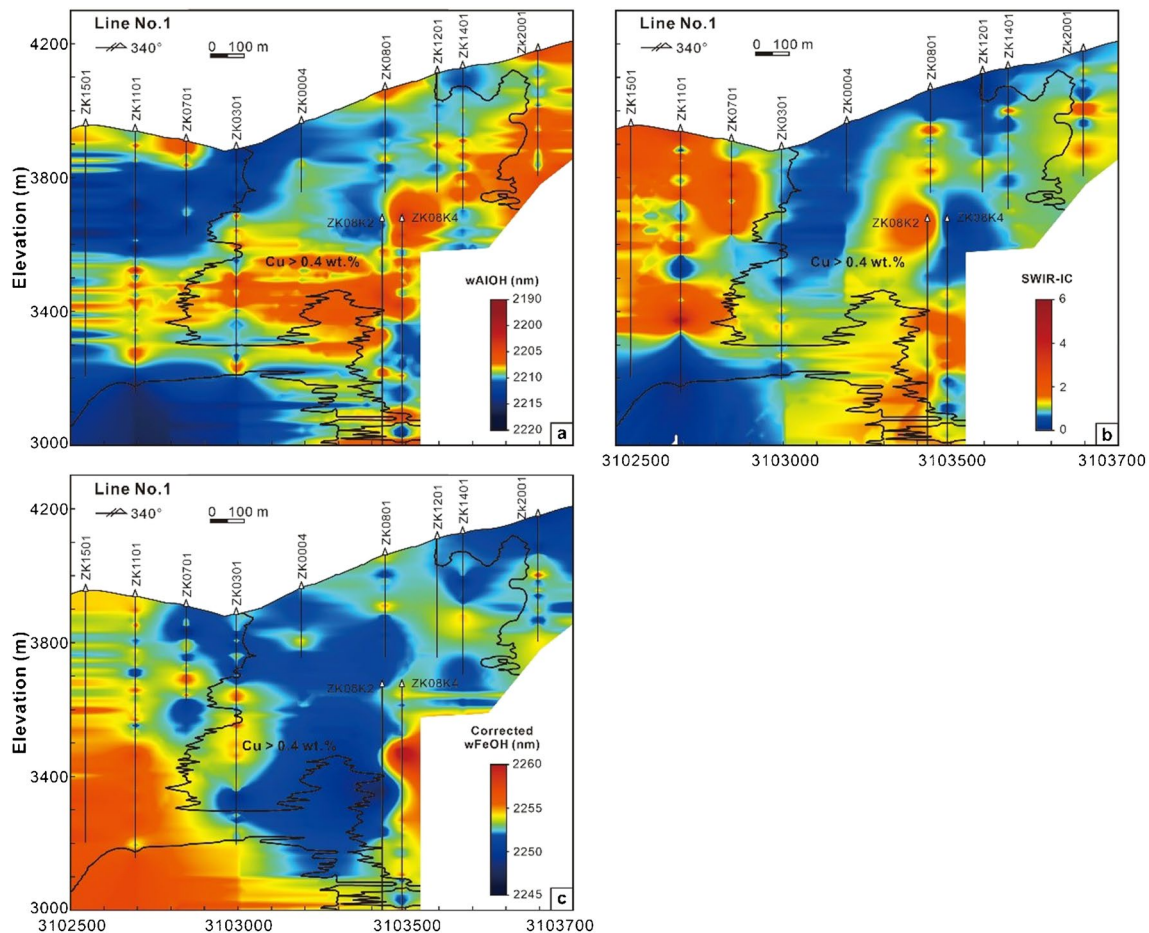 Line No.1
340°
0 100 m
ZK1501
ZK1101
ZK0701
ZK0301
ZK0004
ZK0801
ZK1201
ZK1401
Zk2001
ZK08K2
ZK08K4
Cu > 0.4 wt.%
Elevation (m)
4200
3800
3400
3000
wAlOH (nm)
2190
2200
2205
2210
2215
2220
a
Line No.1
340°
0 100 m
ZK1501
ZK1101
ZK0701
ZK0301
ZK0004
ZK0801
ZK1201
ZK1401
Zk2001
ZK08K2
ZK08K4
Cu > 0.4 wt.%
SWIR-IC
6
4
2
0
b
3102500
3103000
3103500
3103700
Line No.1
340°
0 100 m
ZK1501
ZK1101
ZK0701
ZK0301
ZK0004
ZK0801
ZK1201
ZK1401
Zk2001
ZK08K2
ZK08K4
Cu > 0.4 wt.%
Elevation (m)
4200
3800
3400
3000
Corrected
wFeOH (nm)
2260
2255
2250
2245
c
3102500
3103000
3103500
3103700